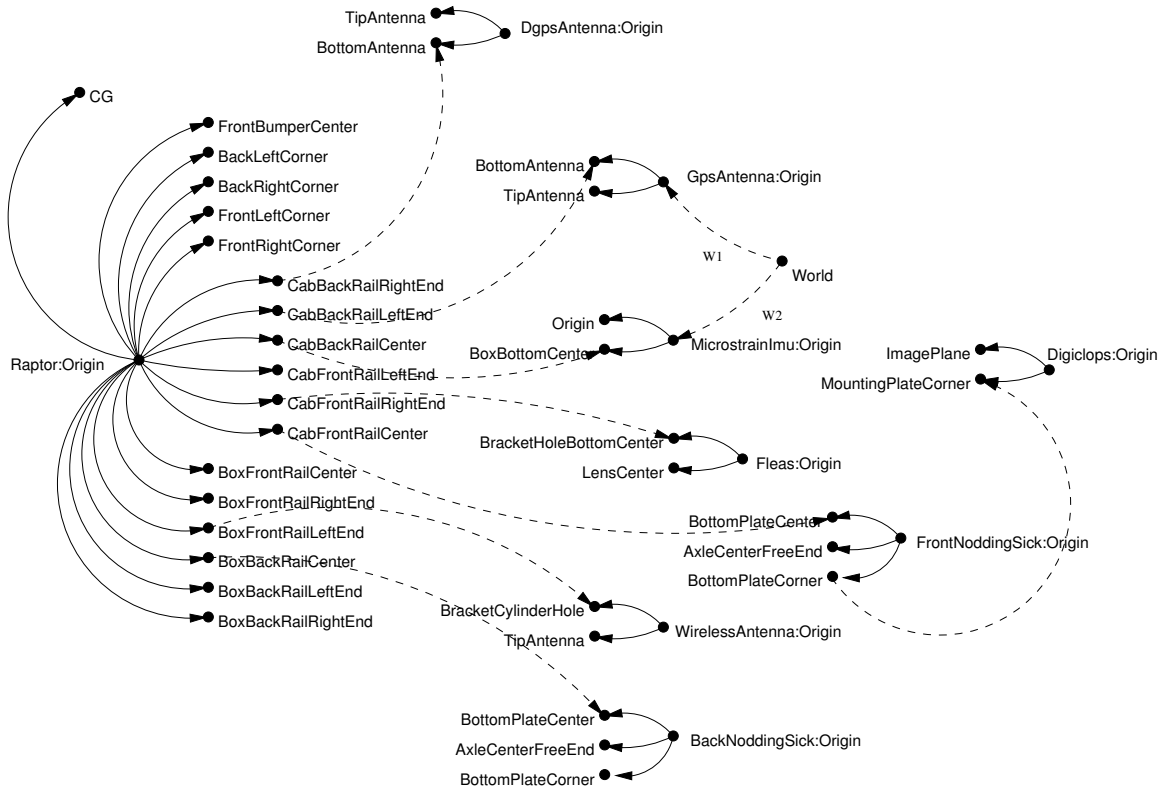 TipAntenna
DgpsAntenna:Origin
BottomAntenna
CG
FrontBumperCenter
BackLeftCorner
BackRightCorner
FrontLeftCorner
FrontRightCorner
BottomAntenna
GpsAntenna:Origin
TipAntenna
W1
World
W2
CabBackRailRightEnd
CabBackRailLeftEnd
CabBackRailCenter
CabFrontRailLeftEnd
CabFrontRailRightEnd
CabFrontRailCenter
Raptor:Origin
Origin
MicrostrainImu:Origin
BoxBottomCenter
ImagePlane
Digiclops:Origin
MountingPlateCorner
BracketHoleBottomCenter
Fleas:Origin
LensCenter
BoxFrontRailCenter
BoxFrontRailRightEnd
BoxFrontRailLeftEnd
BoxBackRailCenter
BoxBackRailLeftEnd
BoxBackRailRightEnd
BottomPlateCenter
FrontNoddingSick:Origin
AxleCenterFreeEnd
BottomPlateCorner
BracketCylinderHole
WirelessAntenna:Origin
TipAntenna
BottomPlateCenter
BackNoddingSick:Origin
AxleCenterFreeEnd
BottomPlateCorner